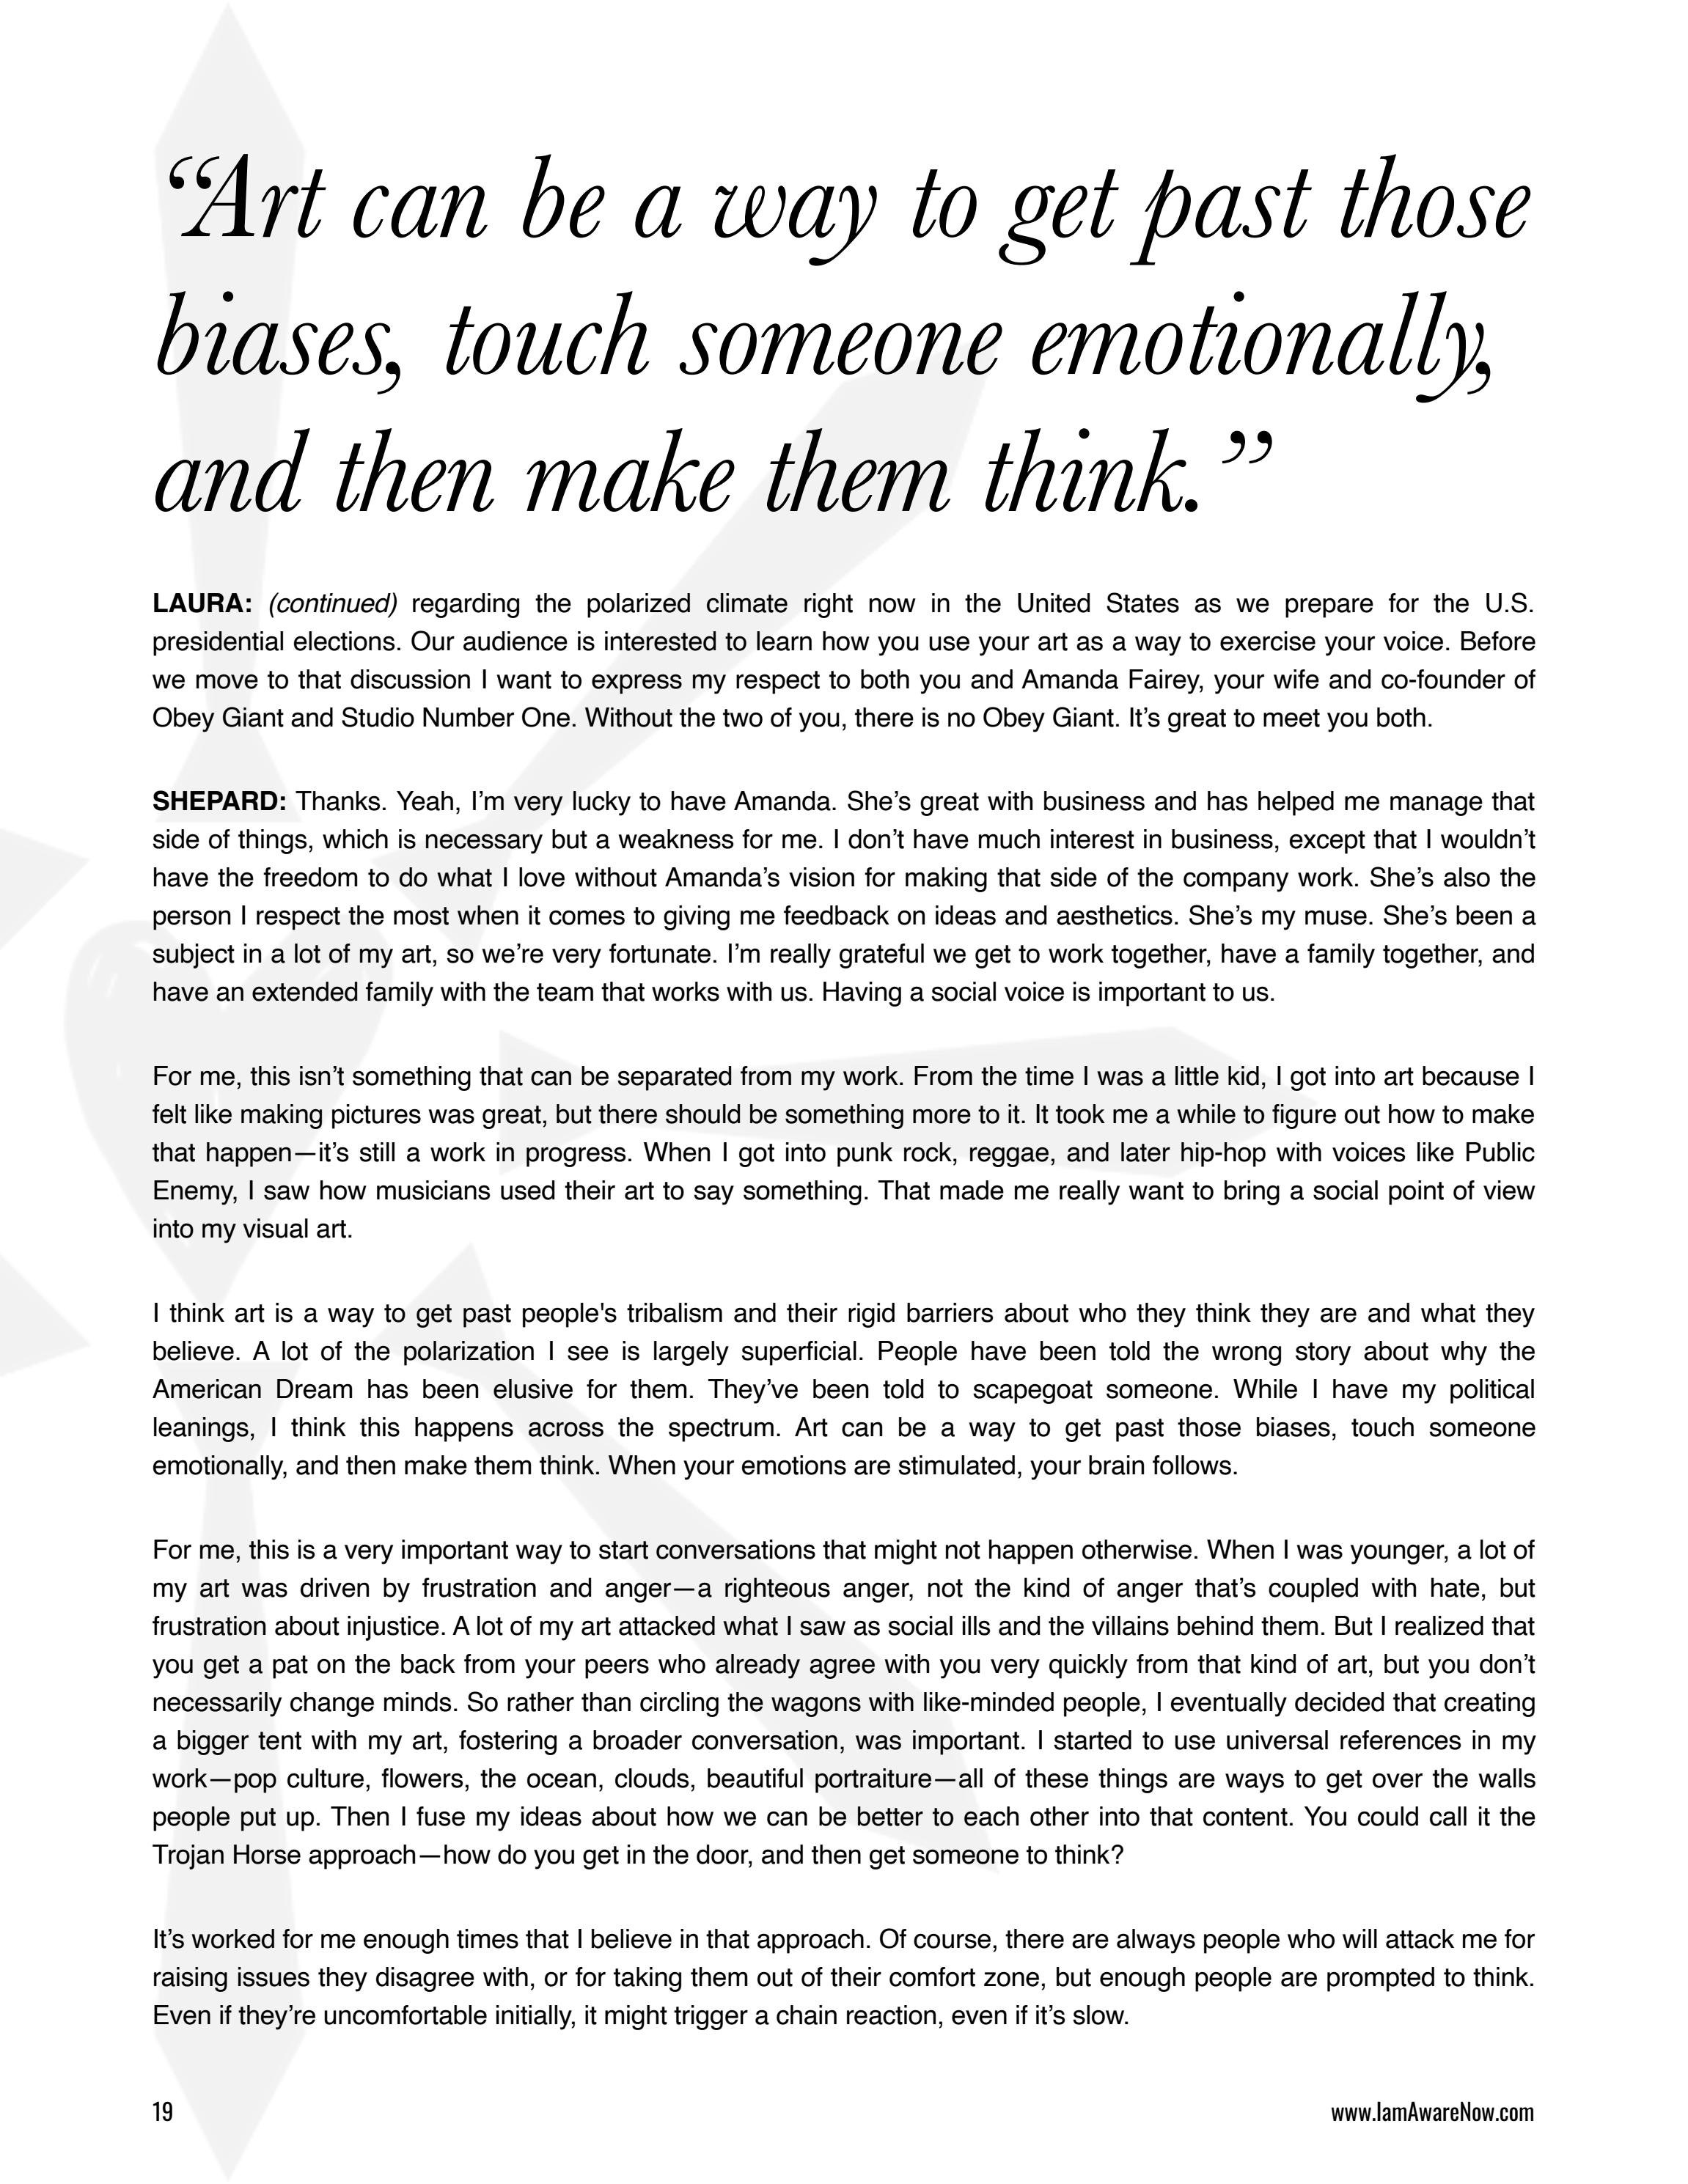 “Art can be a way to get past those
biases, touch someone emotionally,
and then make them think.”
LAURA: (continued) regarding the polarized climate right now in the United States as we prepare for the U.S.
presidential elections. Our audience is interested to learn how you use your art as a way to exercise your voice. Before
we move to that discussion I want to express my respect to both you and Amanda Fairey, your wife and co-founder of
Obey Giant and Studio Number One. Without the two of you, there is no Obey Giant. It’s great to meet you both.
SHEPARD: Thanks. Yeah, I’m very lucky to have Amanda. She’s great with business and has helped me manage that
side of things, which is necessary but a weakness for me. I don’t have much interest in business, except that I wouldn’t
have the freedom to do what I love without Amanda’s vision for making that side of the company work. She’s also the
person I respect the most when it comes to giving me feedback on ideas and aesthetics. She’s my muse. She’s been a
subject in a lot of my art, so we’re very fortunate. I’m really grateful we get to work together, have a family together, and
have an extended family with the team that works with us. Having a social voice is important to us.
For me, this isn’t something that can be separated from my work. From the time I was a little kid, I got into art because I
felt like making pictures was great, but there should be something more to it. It took me a while to figure out how to make
that happen—it’s still a work in progress. When I got into punk rock, reggae, and later hip-hop with voices like Public
Enemy, I saw how musicians used their art to say something. That made me really want to bring a social point of view
into my visual art.
I think art is a way to get past people's tribalism and their rigid barriers about who they think they are and what they
believe. A lot of the polarization I see is largely superficial. People have been told the wrong story about why the
American Dream has been elusive for them. They’ve been told to scapegoat someone. While I have my political
leanings, I think this happens across the spectrum. Art can be a way to get past those biases, touch someone
emotionally, and then make them think. When your emotions are stimulated, your brain follows.
For me, this is a very important way to start conversations that might not happen otherwise. When I was younger, a lot of
my art was driven by frustration and anger—a righteous anger, not the kind of anger that’s coupled with hate, but
frustration about injustice. A lot of my art attacked what I saw as social ills and the villains behind them. But I realized that
you get a pat on the back from your peers who already agree with you very quickly from that kind of art, but you don’t
necessarily change minds. So rather than circling the wagons with like-minded people, I eventually decided that creating
a bigger tent with my art, fostering a broader conversation, was important. I started to use universal references in my
work—pop culture, flowers, the ocean, clouds, beautiful portraiture—all of these things are ways to get over the walls
people put up. Then I fuse my ideas about how we can be better to each other into that content. You could call it the
Trojan Horse approach—how do you get in the door, and then get someone to think?
It’s worked for me enough times that I believe in that approach. Of course, there are always people who will attack me for
raising issues they disagree with, or for taking them out of their comfort zone, but enough people are prompted to think.
Even if they’re uncomfortable initially, it might trigger a chain reaction, even if it’s slow.
19
www.IamAwareNow.com